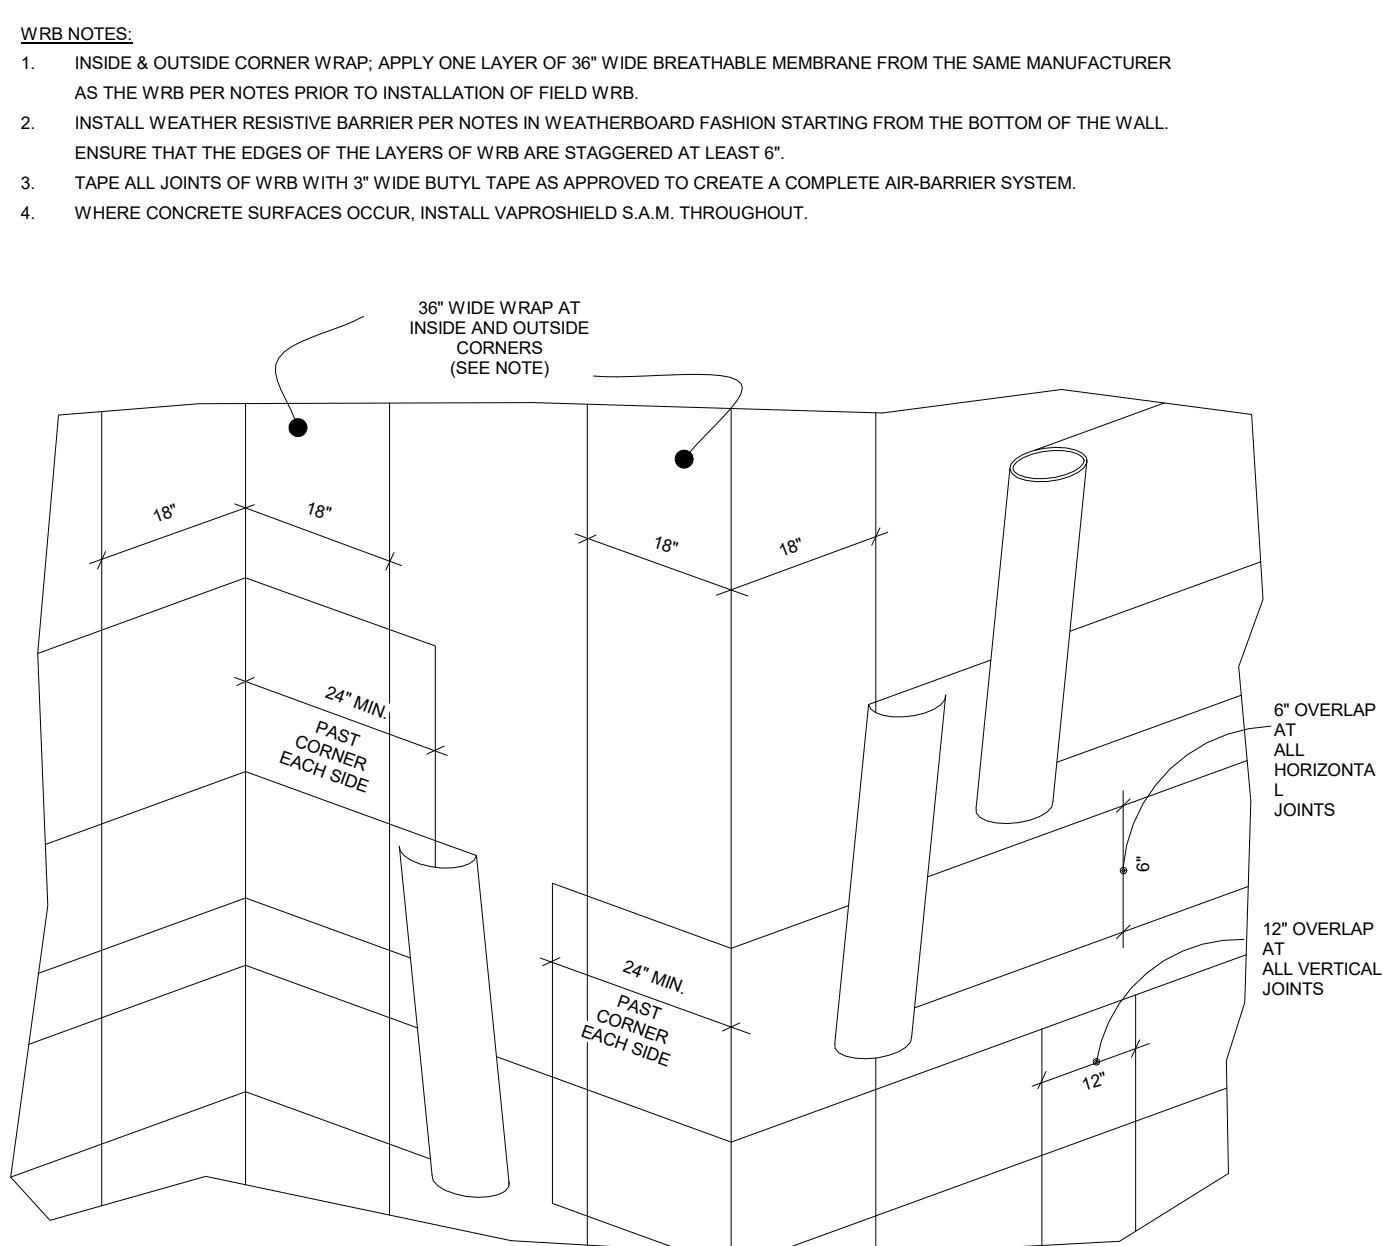 WRB NOTES:
1. INSIDE & OUTSIDE CORNER WRAP; APPLY ONE LAYER OF 36" WIDE BREATHABLE MEMBRANE FROM THE SAME MANUFACTURER
AS THE WRB PER NOTES PRIOR TO INSTALLATION OF FIELD WRB.
2. INSTALL WEATHER RESISTIVE BARRIER PER NOTES IN WEATHERBOARD FASHION STARTING FROM THE BOTTOM OF THE WALL.
ENSURE THAT THE EDGES OF THE LAYERS OF WRB ARE STAGGERED AT LEAST 6".
3. TAPE ALL JOINTS OF WRB WITH 3" WIDE BUTYL TAPE AS APPROVED TO CREATE A COMPLETE AIR-BARRIER SYSTEM.
4. WHERE CONCRETE SURFACES OCCUR, INSTALL VAPROSHIELD S.A.M. THROUGHOUT.
36" WIDE WRAP AT
INSIDE AND OUTSIDE
CORNERS
(SEE NOTE)
18"
18"
18"
18"
24" MIN.
PAST
CORNER
EACH SIDE
6" OVERLAP
AT
ALL
HORIZONTA
L
JOINTS
6"
12" OVERLAP
AT
ALL VERTICAL
JOINTS
24" MIN.
PAST
CORNER
EACH SIDE
12"